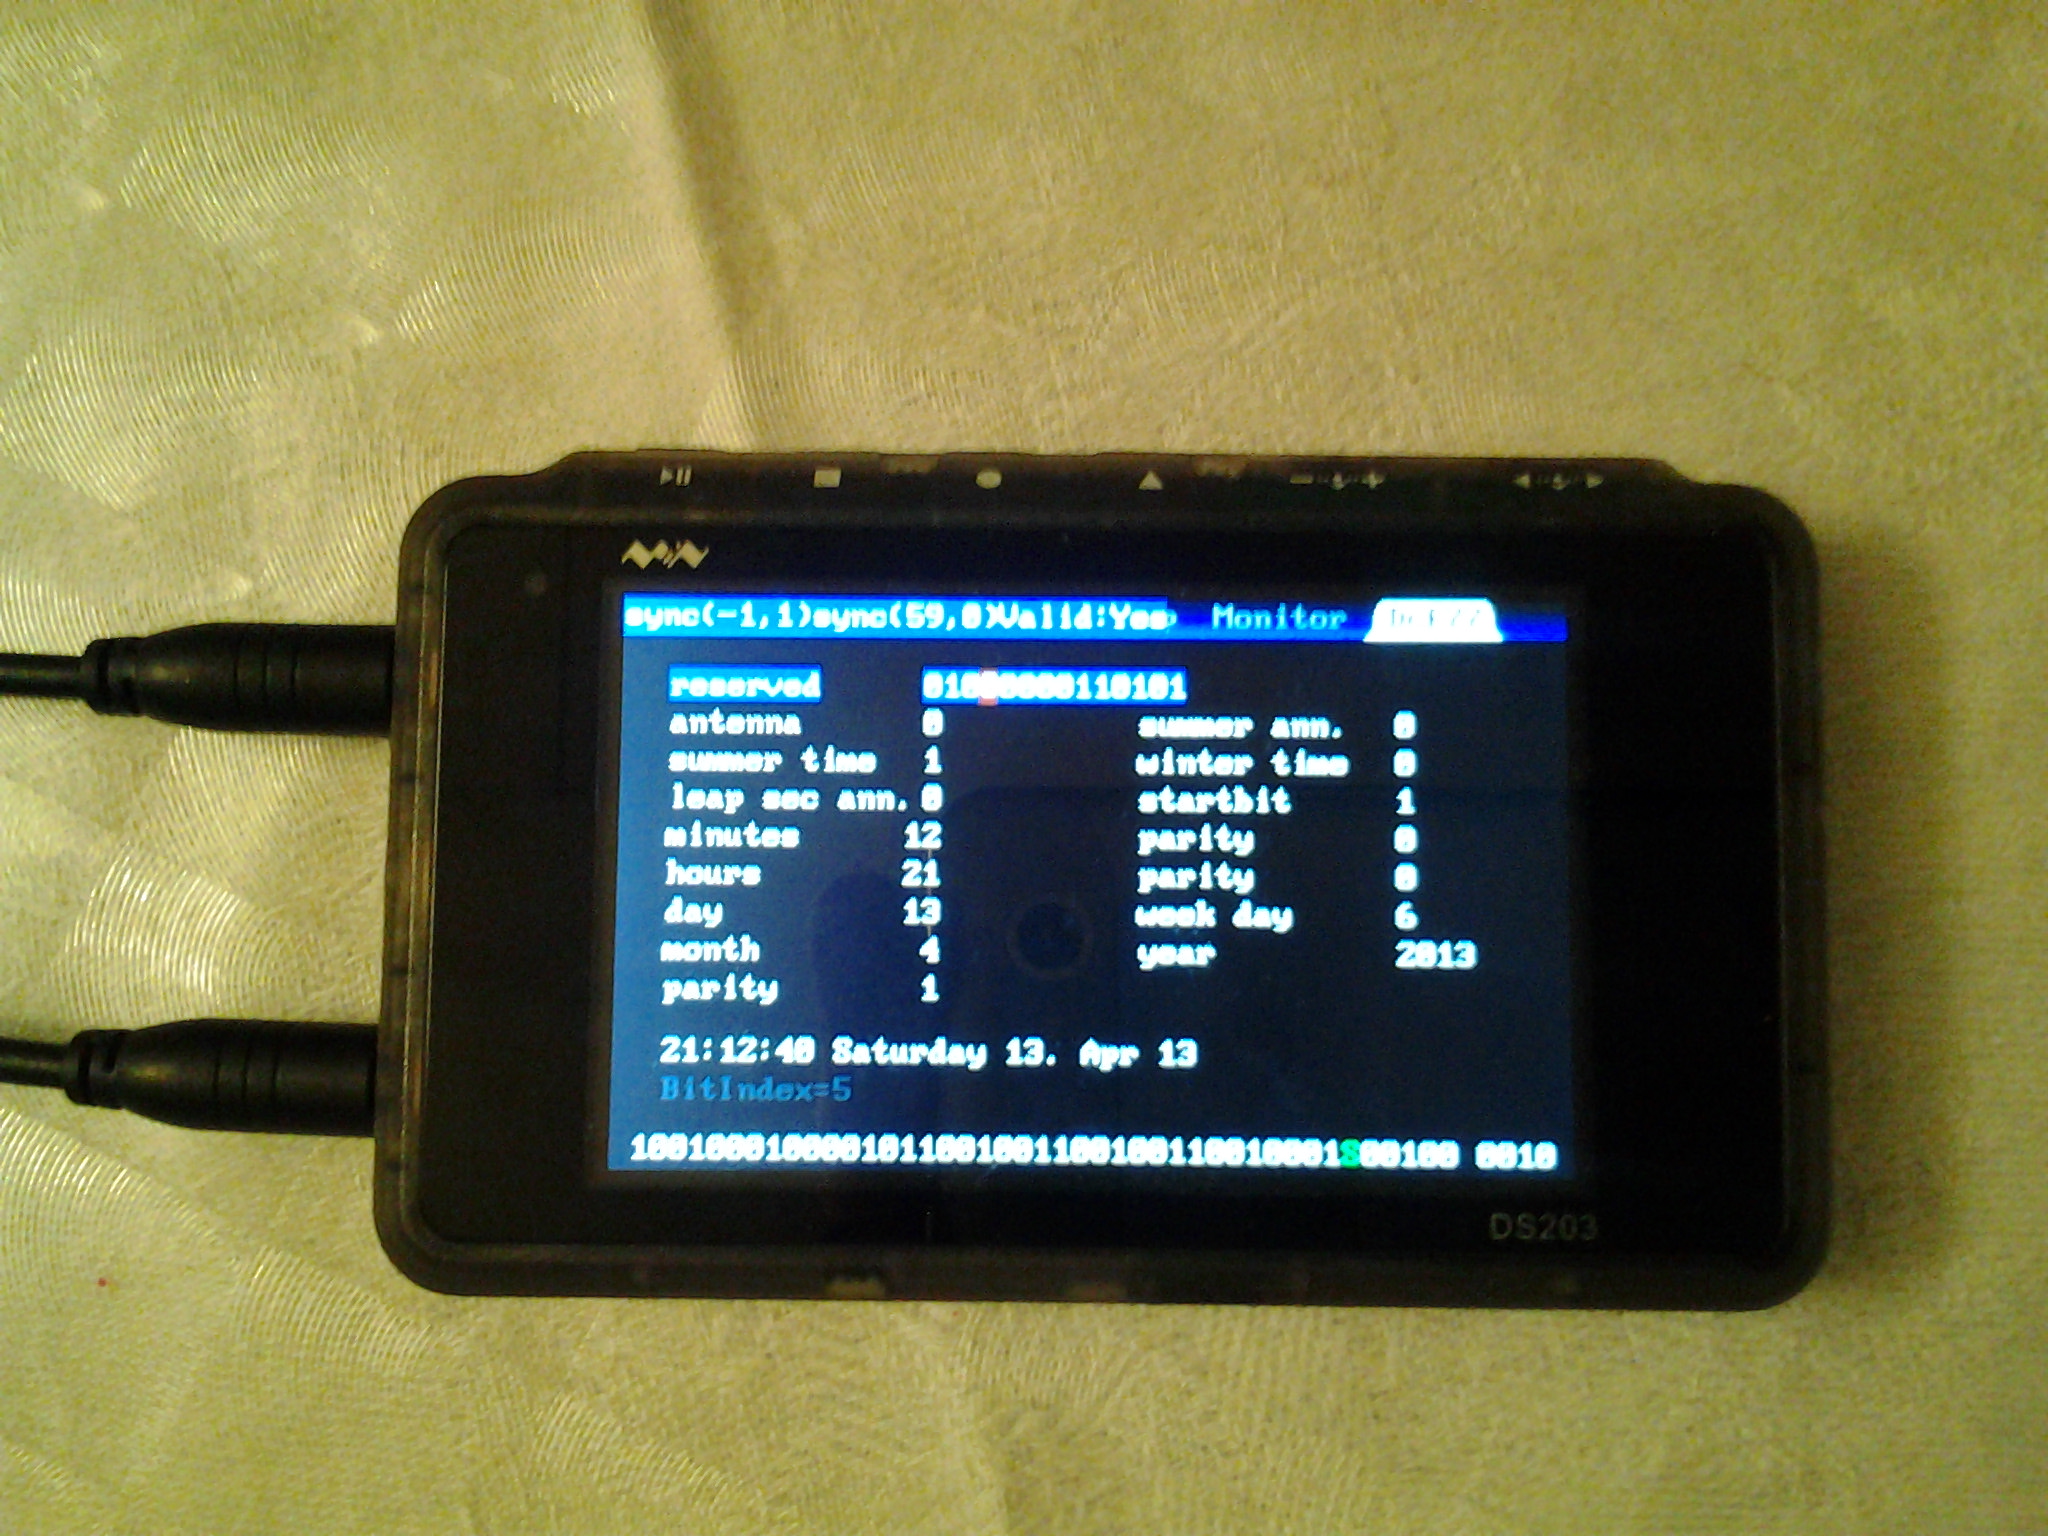 sync(-1,1)sync(59,0)Valid:Yes Monitor DCF77
reserved 01000000110101
antenna 0 summer ann. 0
summer time 1 winter time 0
leap sec ann. 0 startbit 1
minutes 12 parity 0
hours 21 parity 0
day 13 week day 6
month 4 year 2013
parity 1
21:12:40 Saturday 13. Apr 13
BitIndex=5
1001000100001011001001100100110010001S00100 0010
DS203